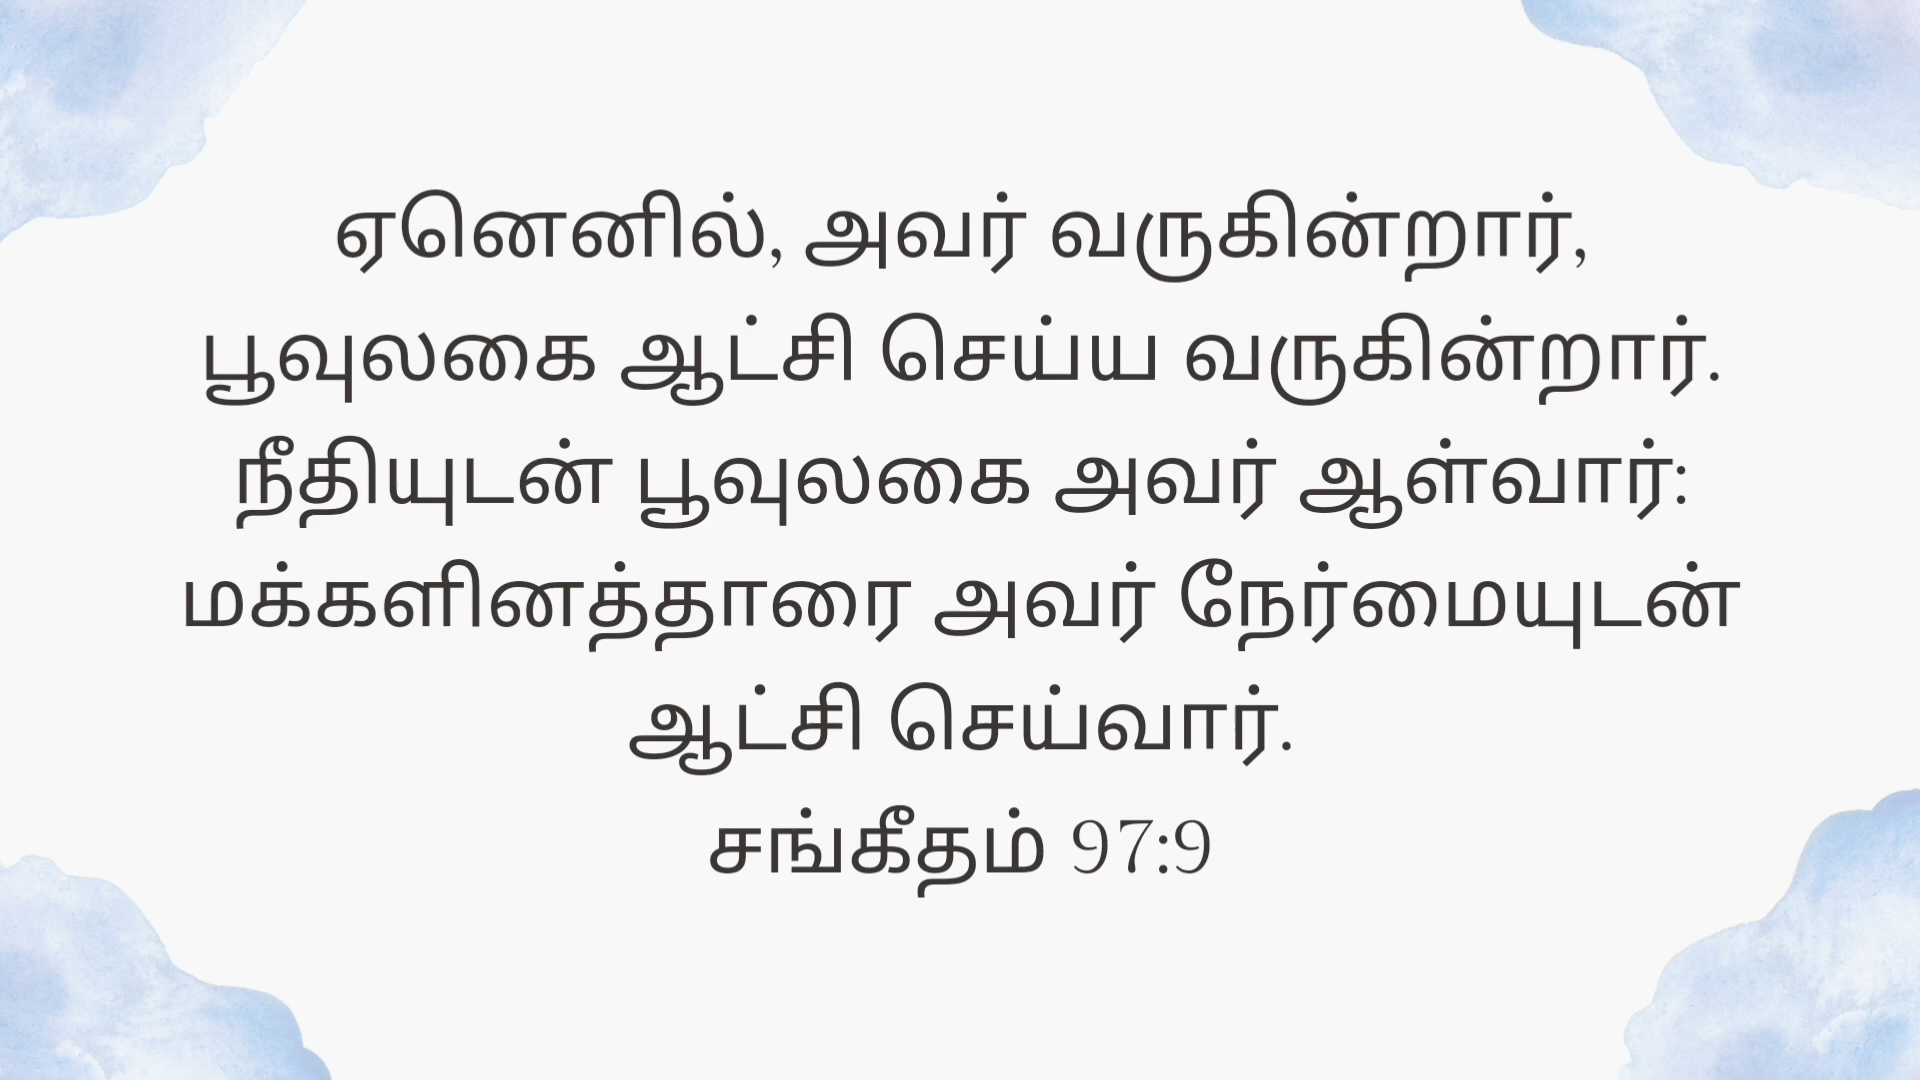 ஏனெனில், அவர் வருகின்றார்,
பூவுலகை ஆட்சி செய்ய வருகின்றார்.
நீதியுடன் பூவுலகை அவர் ஆள்வார்:
மக்களினத்தாரை அவர் நேர்மையுடன்
ஆட்சி செய்வார்.
சங்கீதம் 97:9